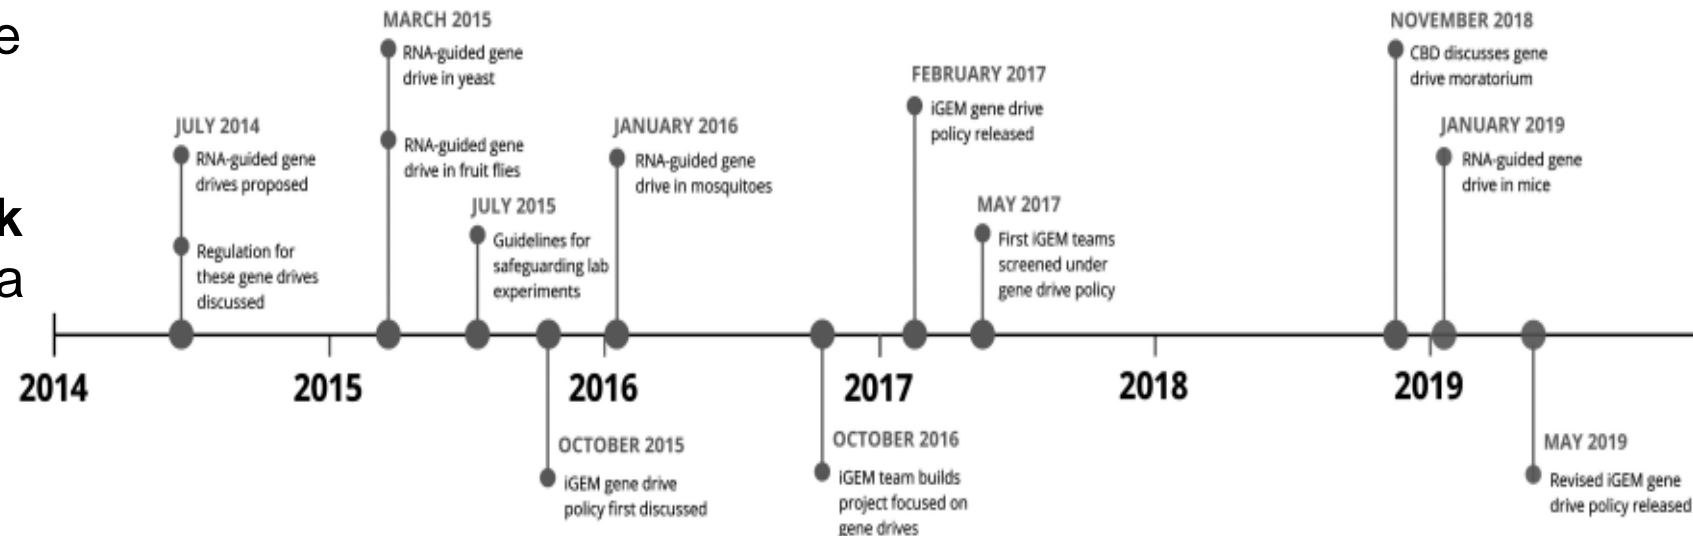 e
k
a
MARCH 2015
RNA-guided gene
drive in yeast
RNA-guided gene
drive in fruit flies
JULY 2014
RNA-guided gene
drives proposed
Regulation for
these gene drives
discussed
JULY 2015
Guidelines for
safeguarding lab
experiments
JANUARY 2016
RNA-guided gene
drive in mosquitoes
FEBRUARY 2017
iGEM gene drive
policy released
MAY 2017
First iGEM teams
screened under
gene drive policy
NOVEMBER 2018
CBD discusses gene
drive moratorium
JANUARY 2019
RNA-guided gene
drive in mice
2014 2015 2016 2017 2018 2019
OCTOBER 2015
iGEM gene drive
policy first discussed
OCTOBER 2016
iGEM team builds
project focused on
gene drives
MAY 2019
Revised iGEM gene
drive policy released